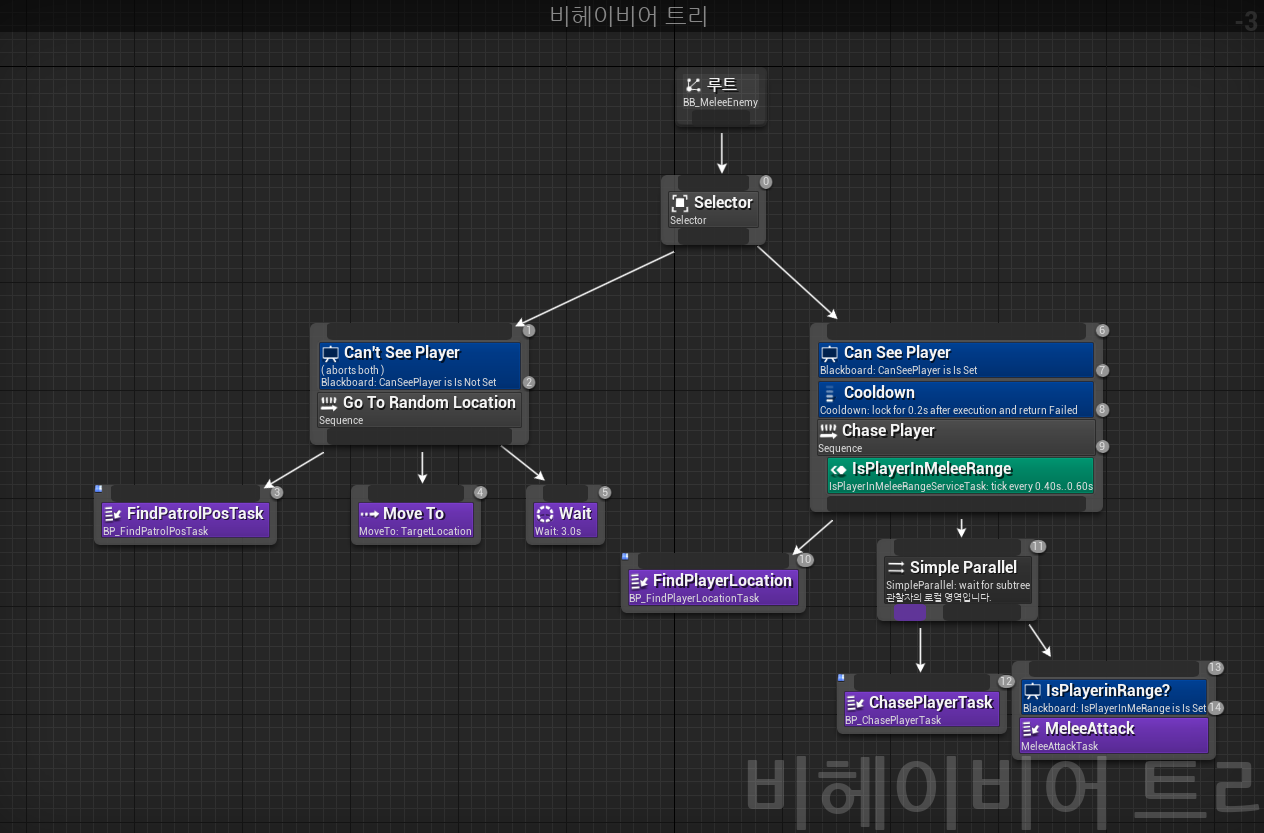 비헤이비어 트리
-3
루트
BB_MeleeEnemy
0
Selector
Selector
1
Can't See Player
( aborts both )
Blackboard: CanSeePlayer is Is Not Set
2
Go To Random Location
Sequence
6
Can See Player
Blackboard: CanSeePlayer is Is Set
7
Cooldown
Cooldown: lock for 0.2s after execution and return Failed
8
Chase Player
Sequence
9
IsPlayerInMeleeRange
IsPlayerInMeleeRangeServiceTask: tick every 0.40s..0.60s
3
FindPatrolPosTask
BP_FindPatrolPosTask
4
Move To
MoveTo: TargetLocation
5
Wait
Wait: 3.0s
10
FindPlayerLocation
BP_FindPlayerLocationTask
11
Simple Parallel
SimpleParallel: wait for subtree
관찰자의 로컬 영역입니다.
12
ChasePlayerTask
BP_ChasePlayerTask
13
IsPlayerinRange?
Blackboard: IsPlayerInMeRange is Is Set
14
MeleeAttack
MeleeAttackTask
비헤이비어 트리